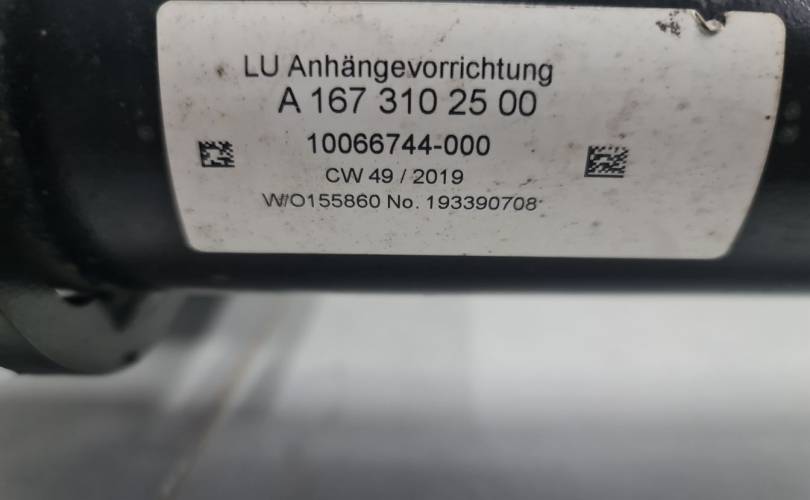 LU Anhängevorrichtung
A 167 310 25 00
10066744-000
CW 49 / 2019
W/O155860 No. 193390708